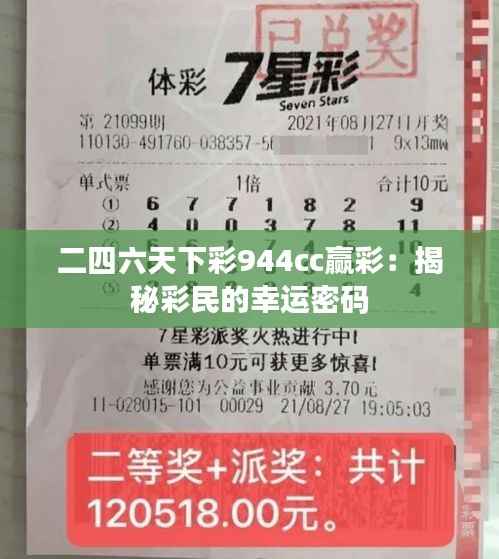 已兑奖
体彩 7星彩
Seven Stars
第 21099期 2021年08月27日开奖
110130-491760-038357-56 9x13mw
单式票 1倍 合计10元
① 6 7 7 1 8 2 9
② 4 0 0 3 7 8 11
二四六天下彩944cc赢彩：揭
秘彩民的幸运密码
7星彩派奖火热进行中!
单票满10元可获更多惊喜!
感谢您为公益事业贡献 3.70元
11-028015-101 00029 21/08/27 19:05:03
二等奖+派奖：共计
120518.00元。